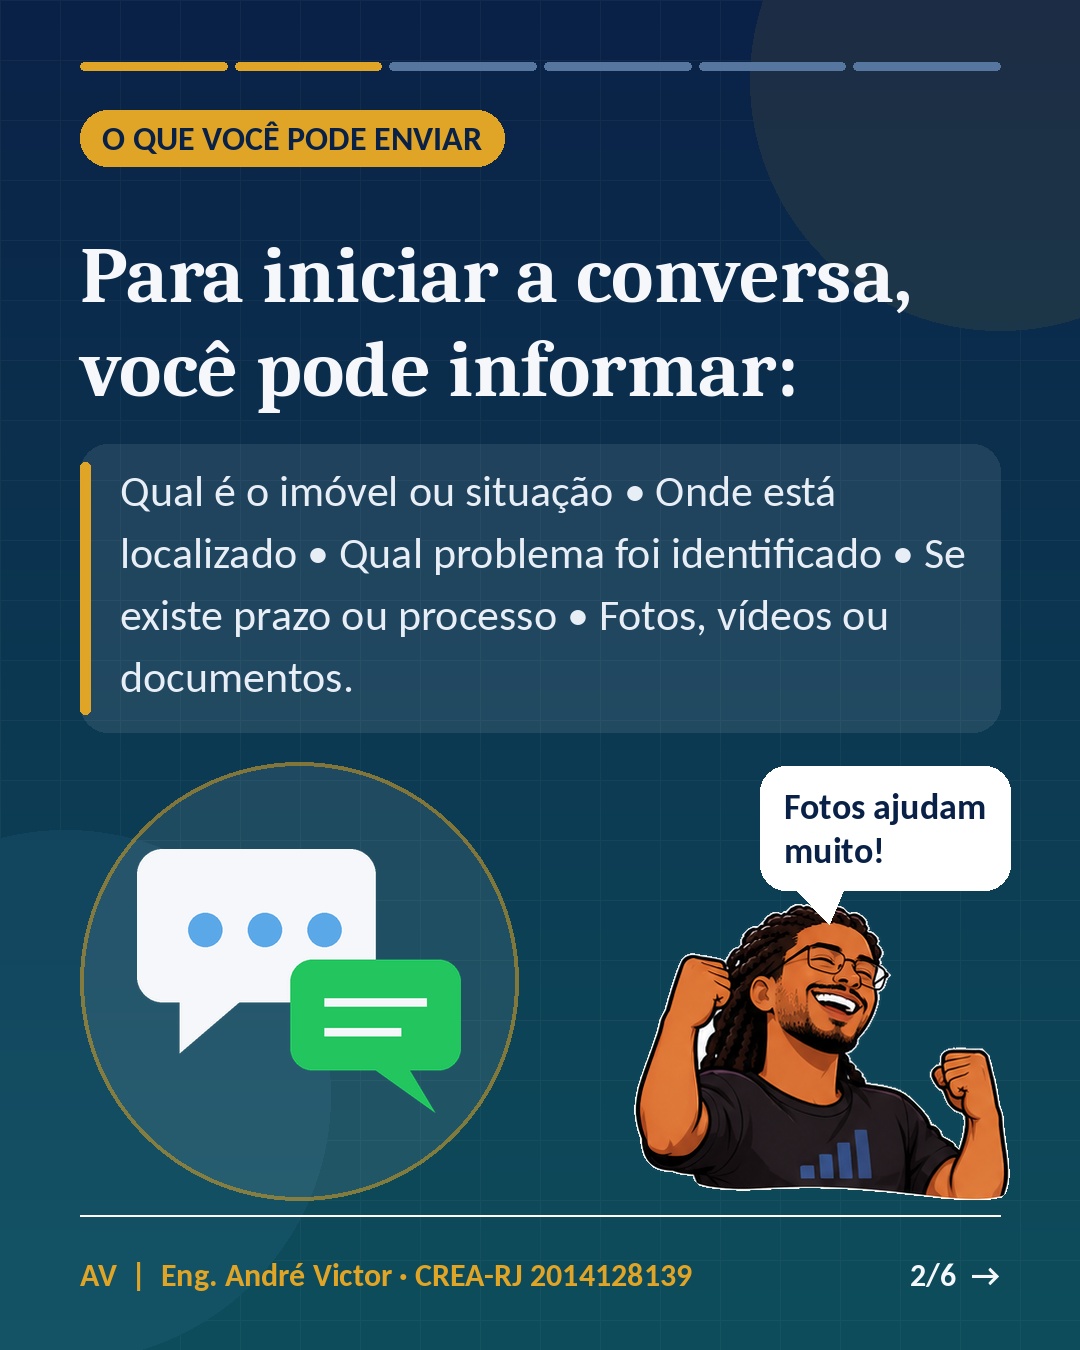 O QUE VOCÊ PODE ENVIAR
Para iniciar a conversa,
você pode informar:
Qual é o imóvel ou situação • Onde está
localizado • Qual problema foi identificado • Se
existe prazo ou processo • Fotos, vídeos ou
documentos.
Fotos ajudam
muito!
AV | Eng. André Victor · CREA-RJ 2014128139
2/6 →